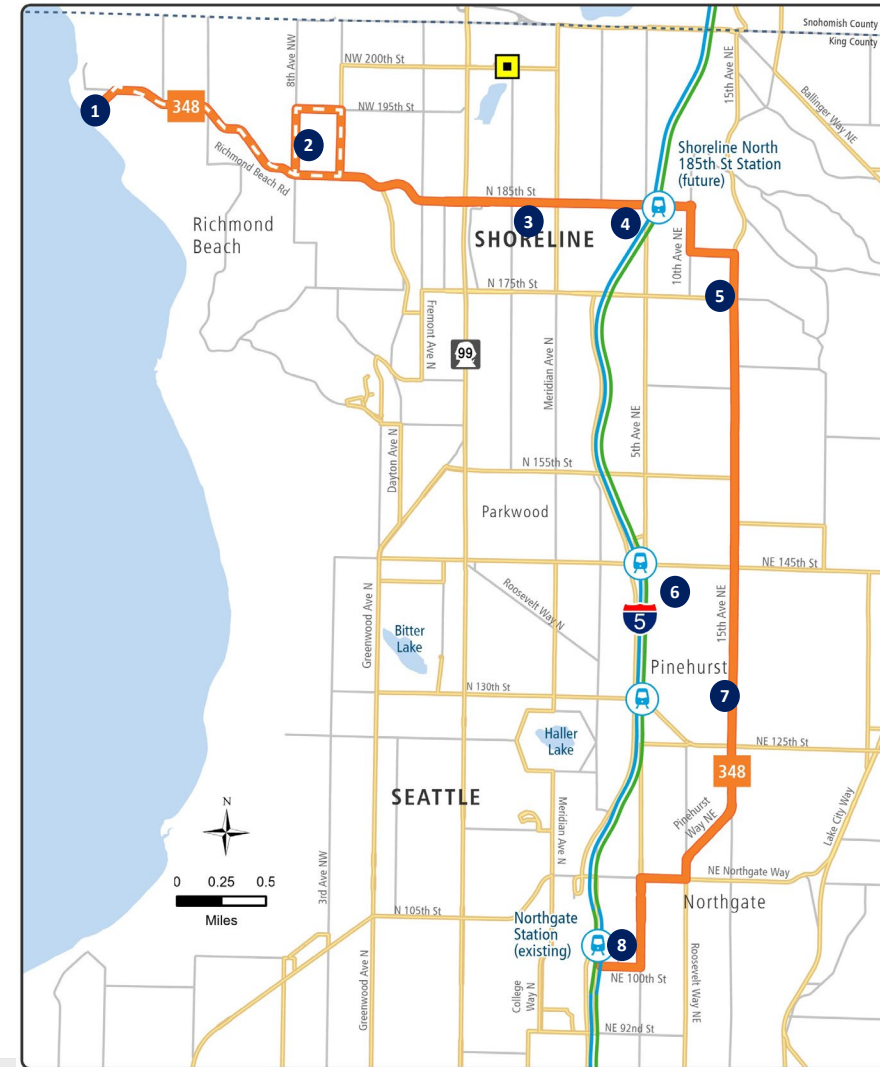 Snohomish County
King County
8th Ave NW
NW 200th St
15th Ave NE
Ballinger Way NE
1
348
NW 195th St
2
Richmond Beach Rd
Shoreline North
185th St Station
(future)
N 185th St
Richmond
Beach
3
4
SHORELINE
10th Ave NE
N 175th St
5
Fremont Ave N
99
Meridian Ave N
5th Ave NE
Dayton Ave N
N 155th St
Parkwood
NE 145th St
Roosevelt Way N
6
5
15th Ave NE
Greenwood Ave N
Bitter
Lake
Pinehurst
N 130th St
7
Haller
Lake
NE 125th St
348
SEATTLE
N
Meridian Ave N
Pinehurst
Way NE
Lake City Way
3rd Ave NW
0 0.25 0.5
Miles
NE Northgate Way
Northgate
N 105th St
Northgate
Station
(existing)
8
NE 100th St
Greenwood Ave N
College
Way N
Roosevelt Way NE
NE 92nd St